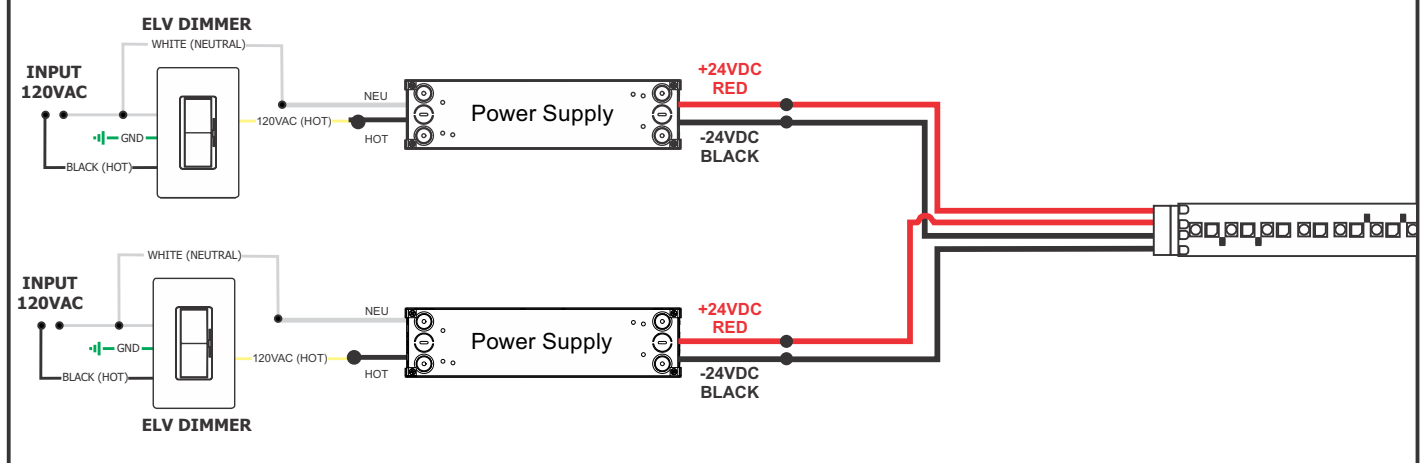 ELV DIMMER
WHITE (NEUTRAL)
INPUT
120VAC
GND
BLACK (HOT)
120VAC (HOT)
NEU
HOT
Power Supply
+24VDC
RED
-24VDC
BLACK
WHITE (NEUTRAL)
INPUT
120VAC
GND
BLACK (HOT)
120VAC (HOT)
NEU
HOT
Power Supply
+24VDC
RED
-24VDC
BLACK
ELV DIMMER